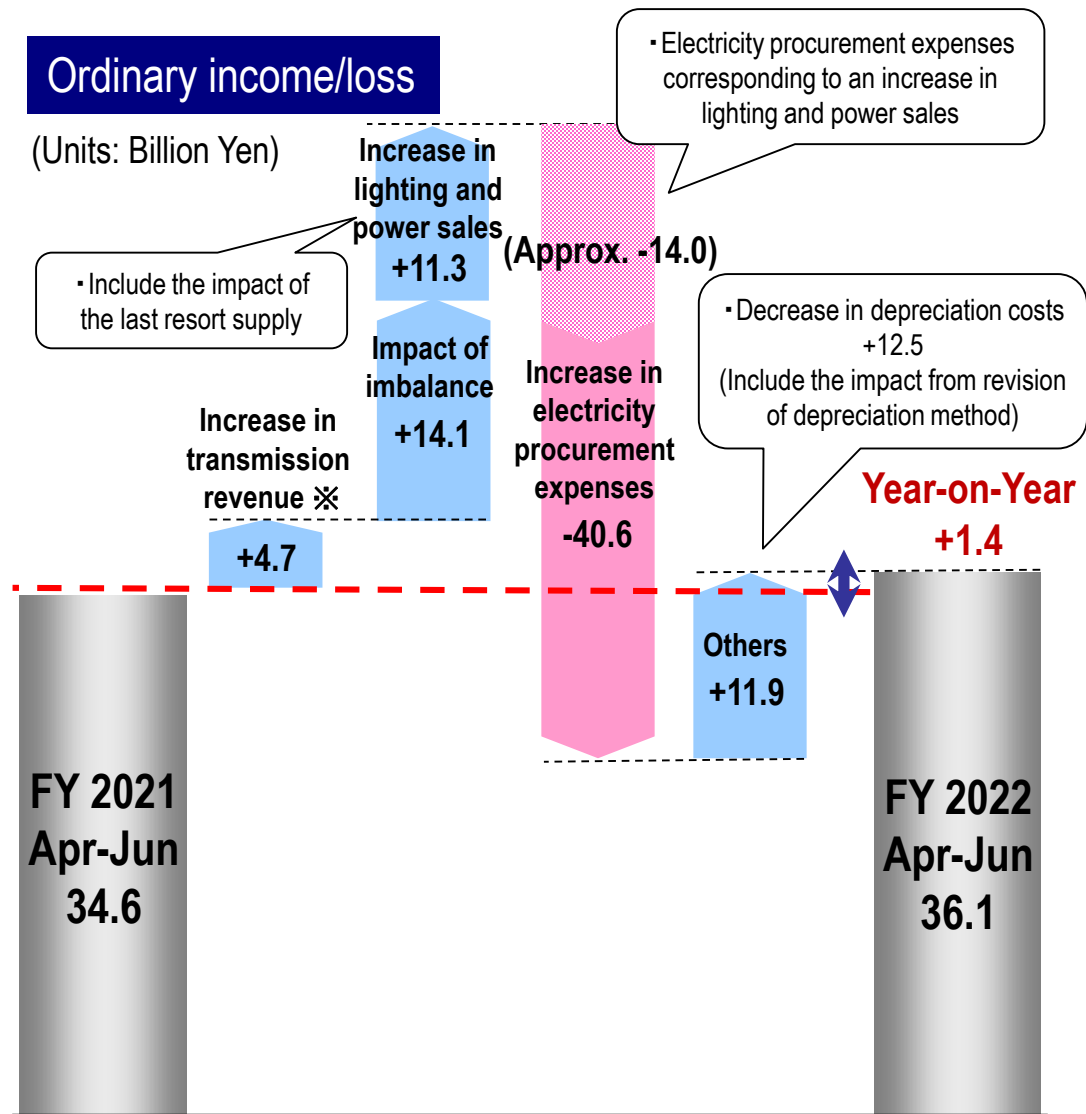 Ordinary income/loss
(Units: Billion Yen)
・Electricity procurement expenses
corresponding to an increase in
lighting and power sales
Increase in
lighting and
power sales
+11.3
・Include the impact of
the last resort supply
(Approx. -14.0)
・Decrease in depreciation costs
+12.5
(Include the impact from revision
of depreciation method)
Impact of
imbalance
+14.1
Increase in
electricity
procurement
expenses
-40.6
Increase in
transmission
revenue ※
+4.7
Year-on-Year
+1.4
Others
+11.9
FY 2021
Apr-Jun
34.6
FY 2022
Apr-Jun
36.1